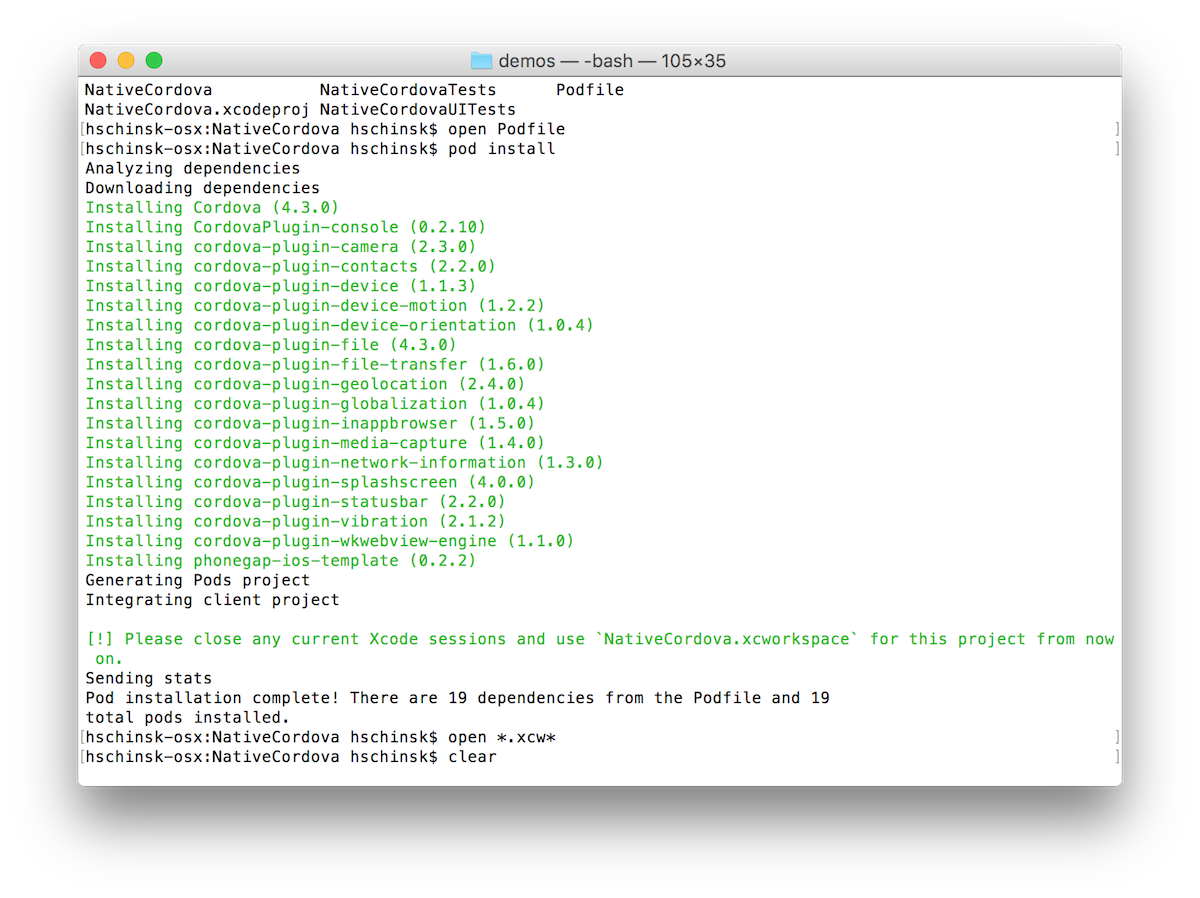 demos — -bash — 105×35
NativeCordova NativeCordovaTests Podfile
NativeCordova.xcodeproj NativeCordovaUITests
[hschinsk-osx:NativeCordova hschinsk$ open Podfile ]
[hschinsk-osx:NativeCordova hschinsk$ pod install ]
Analyzing dependencies
Downloading dependencies
Installing Cordova (4.3.0)
Installing CordovaPlugin-console (0.2.10)
Installing cordova-plugin-camera (2.3.0)
Installing cordova-plugin-contacts (2.2.0)
Installing cordova-plugin-device (1.1.3)
Installing cordova-plugin-device-motion (1.2.2)
Installing cordova-plugin-device-orientation (1.0.4)
Installing cordova-plugin-file (4.3.0)
Installing cordova-plugin-file-transfer (1.6.0)
Installing cordova-plugin-geolocation (2.4.0)
Installing cordova-plugin-globalization (1.0.4)
Installing cordova-plugin-inappbrowser (1.5.0)
Installing cordova-plugin-media-capture (1.4.0)
Installing cordova-plugin-network-information (1.3.0)
Installing cordova-plugin-splashscreen (4.0.0)
Installing cordova-plugin-statusbar (2.2.0)
Installing cordova-plugin-vibration (2.1.2)
Installing cordova-plugin-wkwebview-engine (1.1.0)
Installing phonegap-ios-template (0.2.2)
Generating Pods project
Integrating client project
[!] Please close any current Xcode sessions and use `NativeCordova.xcworkspace` for this project from now
on.
Sending stats
Pod installation complete! There are 19 dependencies from the Podfile and 19
total pods installed.
[hschinsk-osx:NativeCordova hschinsk$ open *.xcw* ]
[hschinsk-osx:NativeCordova hschinsk$ clear ]